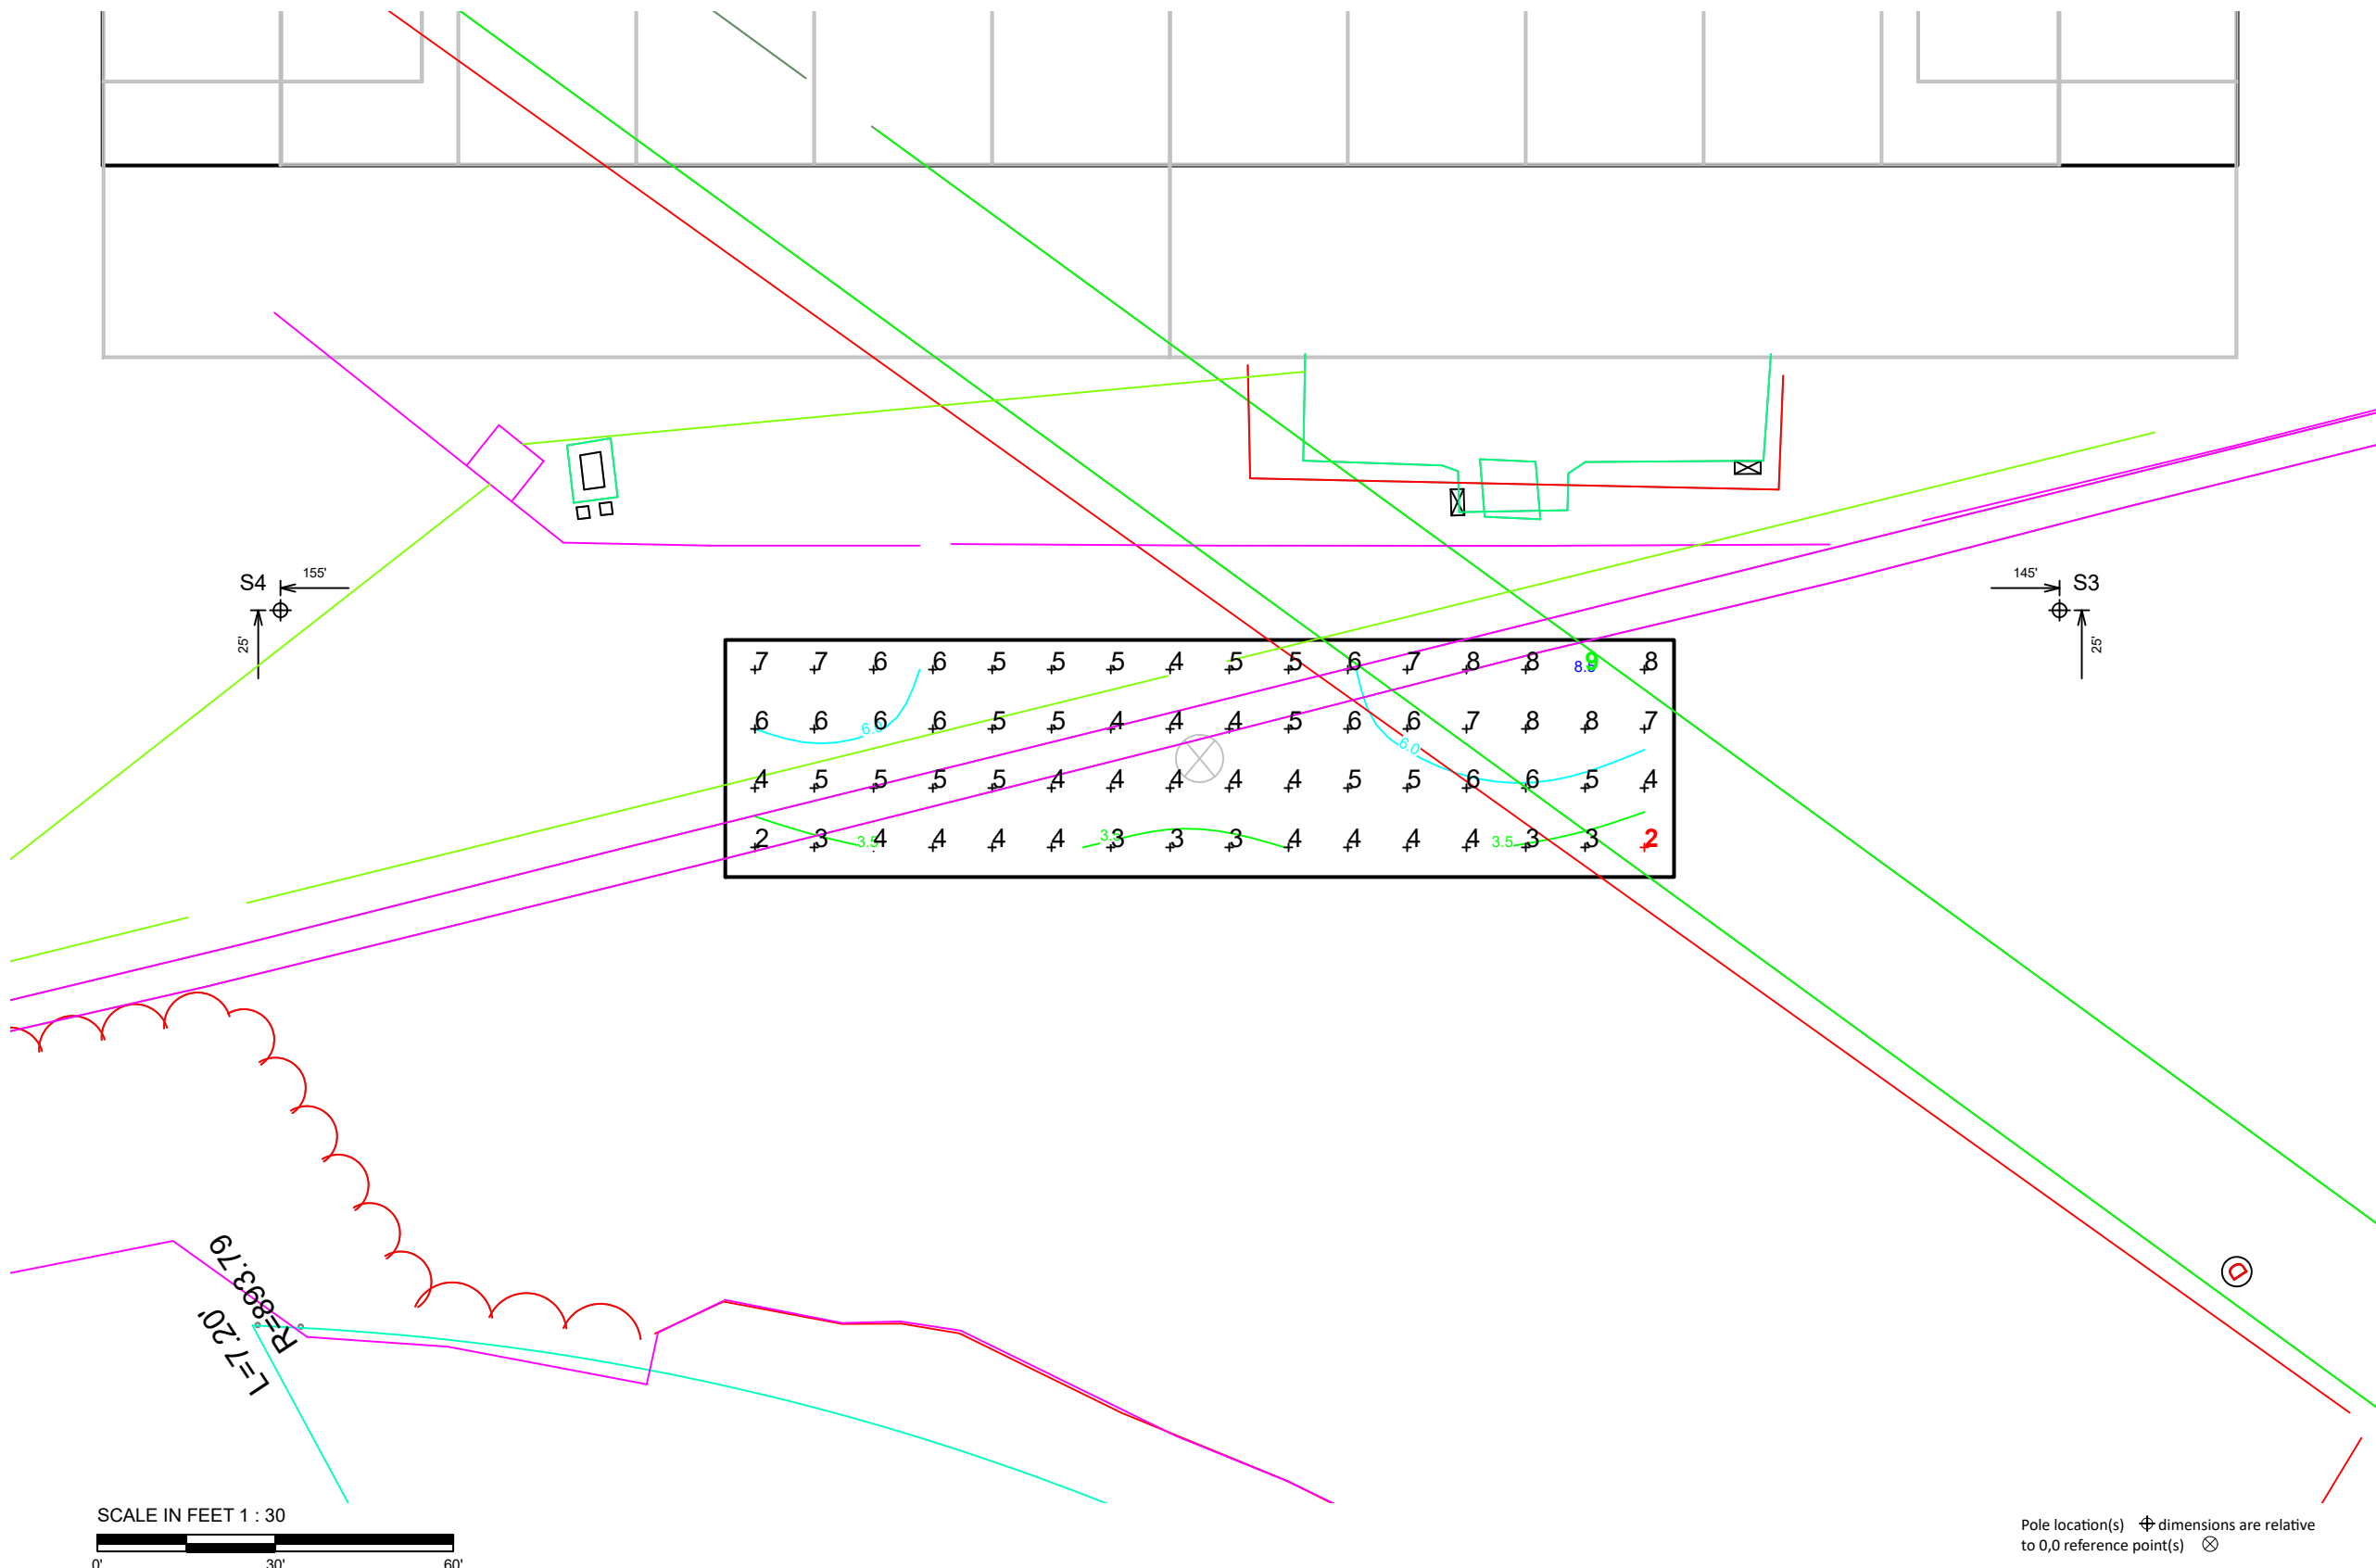 S4 155'
25'
145' S3
25'
7 7 6 6 5 5 5 4 5 5 6 7 8 8 9 8
8.5
6 6 6 6 5 5 4 4 4 5 6 6 7 8 8 7
6.0
6.0
4 5 5 5 5 4 4 4 4 4 5 5 6 6 5 4
2 3 4 4 4 4 3 3 3 4 4 4 4 3 3 2
3.5
3.5
3.5
D
R=893.79
L=7.20'
SCALE IN FEET 1 : 30
0' 30' 60'
Pole location(s) dimensions are relative
to 0,0 reference point(s)